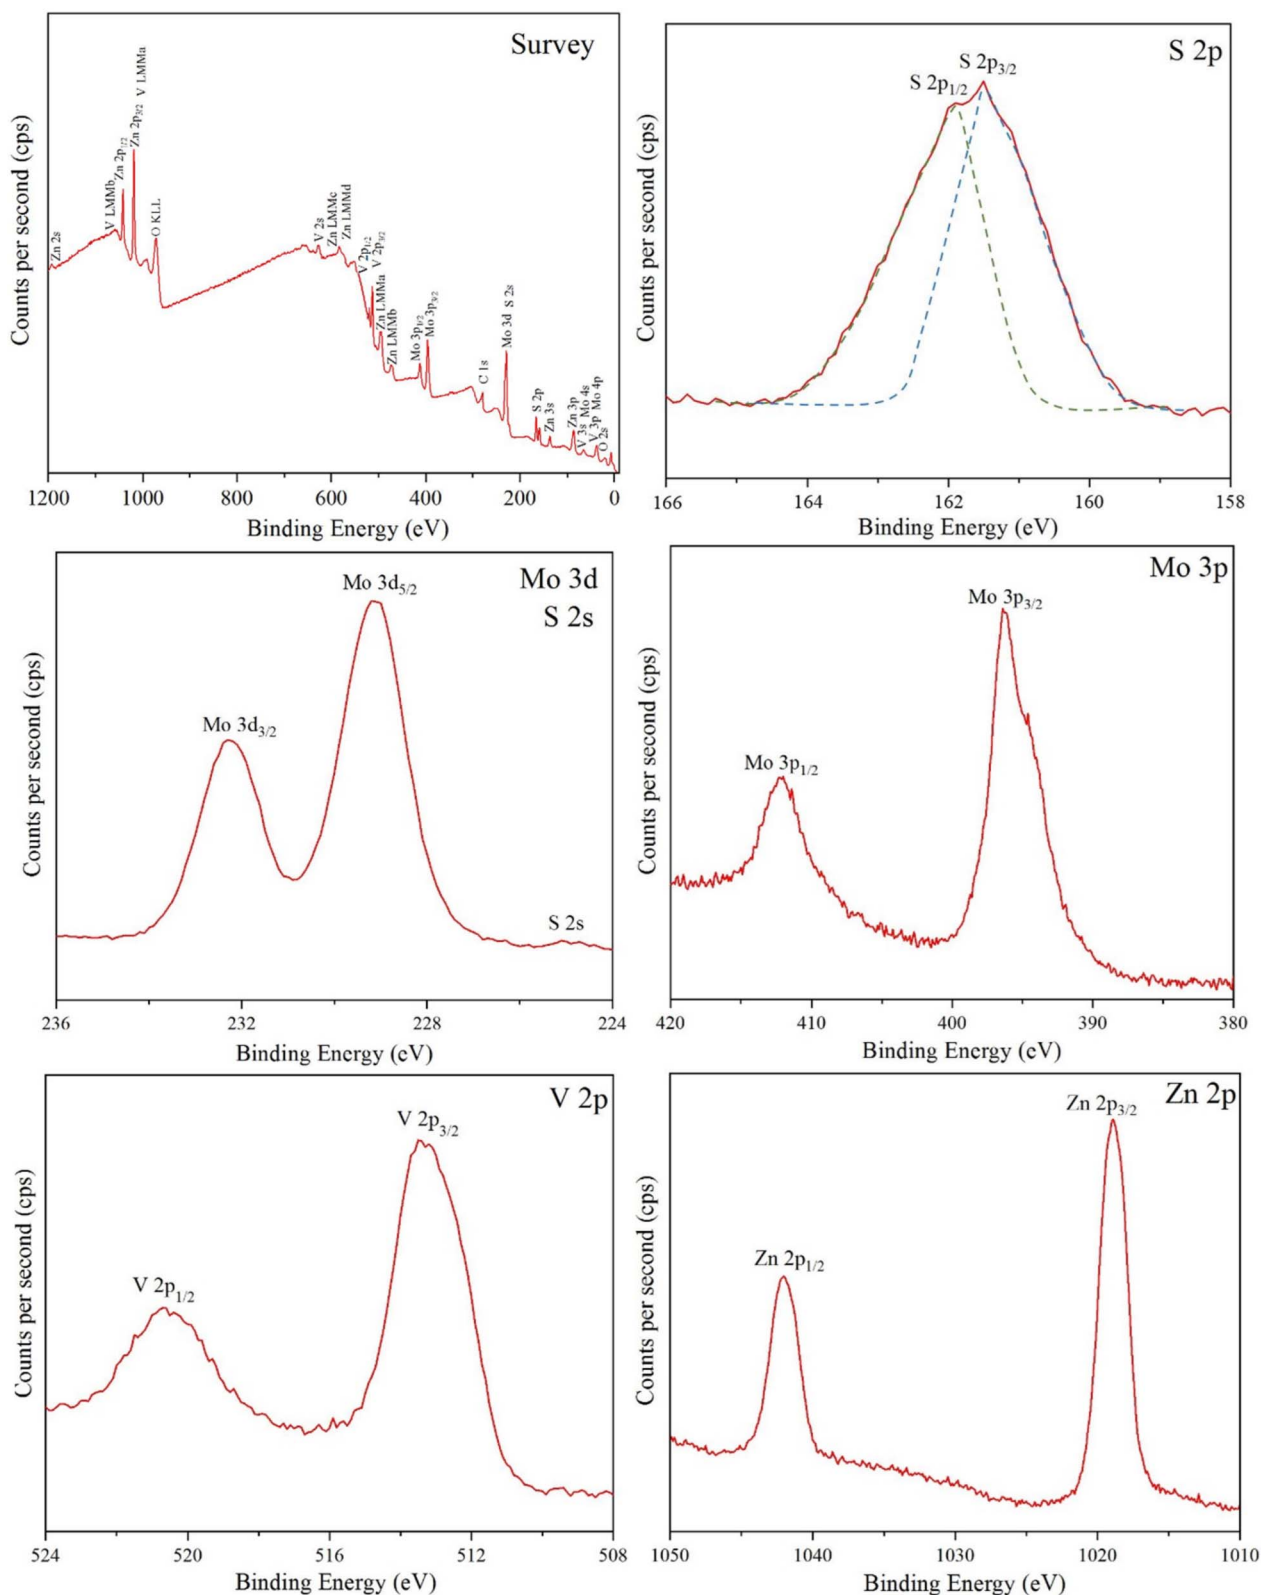 Survey
Counts per second (cps)
Zn 2s
V LMMb
Zn 2p1/2
Zn 2p3/2 V LMMa
O KLL
V 2s
Zn LMMc
Zn LMMd
V 2p1/2
V 2p3/2
Zn LMMa
Zn LMMb
Mo 3p1/2
Mo 3p3/2
C 1s
Mo 3d S 2s
S 2p
Zn 3s
Zn 3p
V 3s Mo 4s
V 3p Mo 4p
O 2s
1200 1000 800 600 400 200 0
Binding Energy (eV)
S 2p
Counts per second (cps)
S 2p3/2
S 2p1/2
166 164 162 160 158
Binding Energy (eV)
Mo 3d
S 2s
Counts per second (cps)
Mo 3d5/2
Mo 3d3/2
S 2s
236 232 228 224
Binding Energy (eV)
Mo 3p
Counts per second (cps)
Mo 3p3/2
Mo 3p1/2
420 410 400 390 380
Binding Energy (eV)
V 2p
Counts per second (cps)
V 2p3/2
V 2p1/2
524 520 516 512 508
Binding Energy (eV)
Zn 2p
Counts per second (cps)
Zn 2p3/2
Zn 2p1/2
1050 1040 1030 1020 1010
Binding Energy (eV)